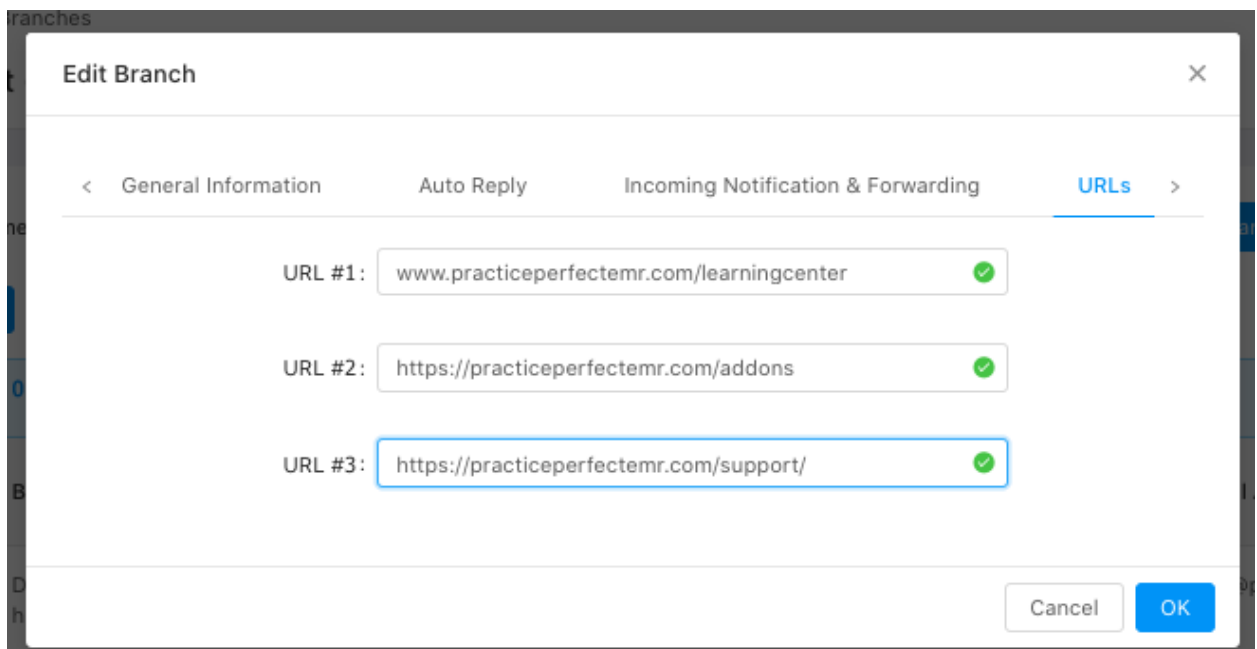 Branches
Edit Branch
General Information Auto Reply Incoming Notification & Forwarding URLs
URL #1: www.practiceperfectemr.com/learningcenter
URL #2: https://practiceperfectemr.com/addons
URL #3: https://practiceperfectemr.com/support/
Cancel OK